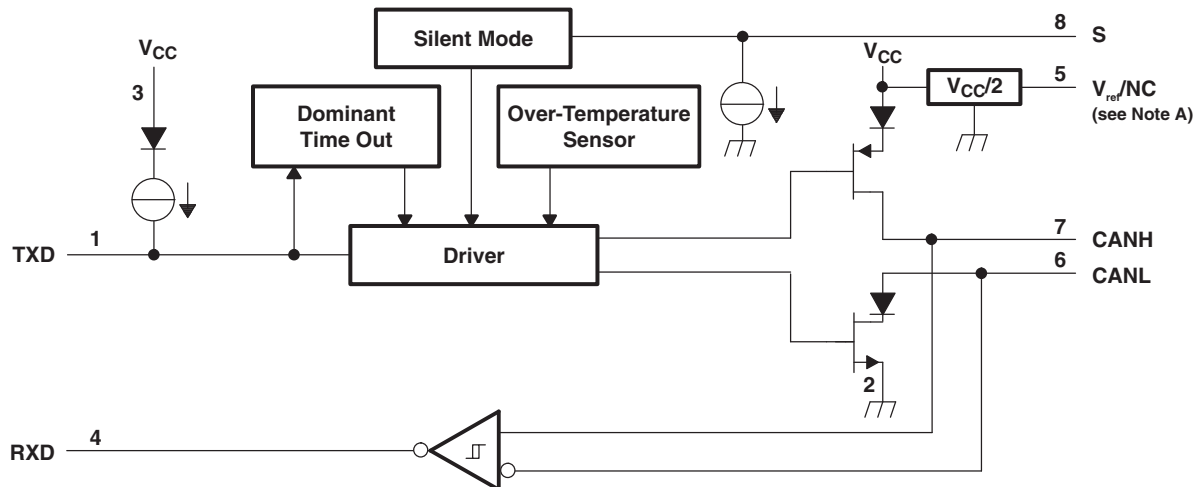 8
S
Silent Mode
VCC
VCC
3
5
VCC/2
Vref/NC
(see Note A)
Dominant
Time Out
Over-Temperature
Sensor
1
TXD
Driver
7
CANH
6
CANL
2
4
RXD